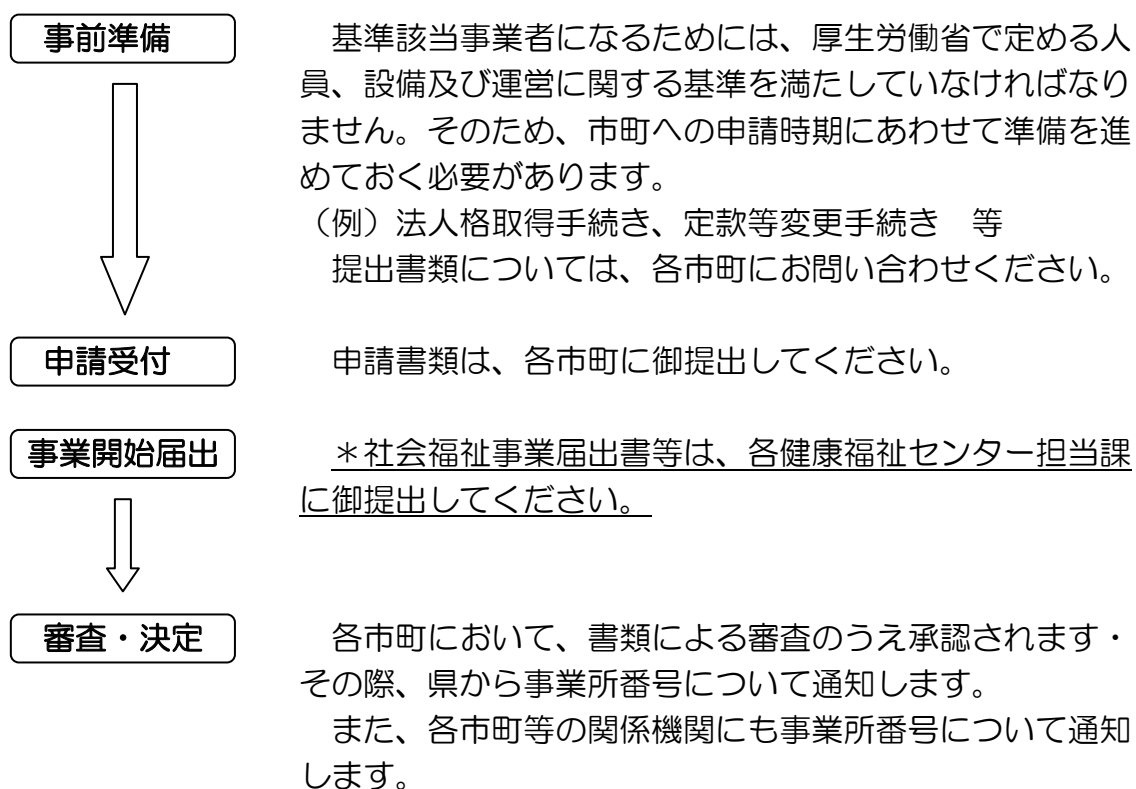 事前準備
基準該当事業者になるためには、厚生労働省で定める人
員、設備及び運営に関する基準を満たしていなければなり
ません。そのため、市町への申請時期にあわせて準備を進
めておく必要があります。
（例）法人格取得手続き、定款等変更手続き　等
提出書類については、各市町にお問い合わせください。
申請受付
申請書類は、各市町に御提出してください。
事業開始届出
＊社会福祉事業届出書等は、各健康福祉センター担当課
に御提出してください。
審査・決定
各市町において、書類による審査のうえ承認されます・
その際、県から事業所番号について通知します。
また、各市町等の関係機関にも事業所番号について通知
します。